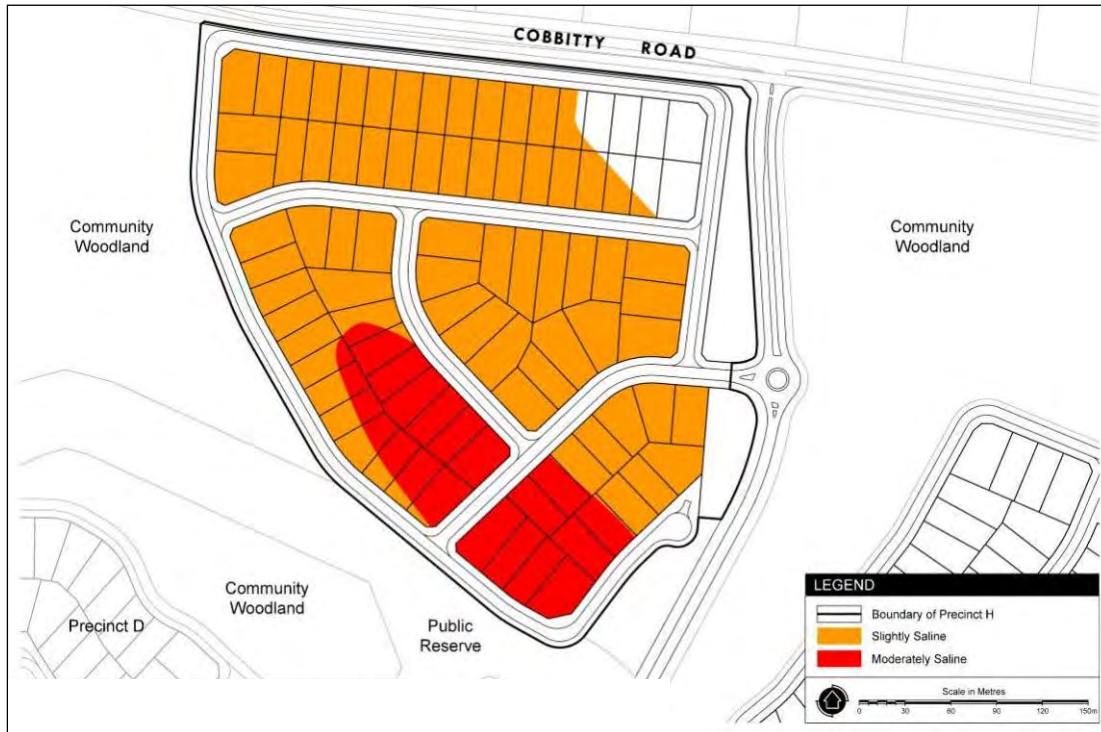 COBBITTY ROAD
Community
Woodland
Community
Woodland
Community
Woodland
Precinct D
Public
Reserve
LEGEND
Boundary of Precinct H
Slightly Saline
Moderately Saline
Scale in Metres
0 30 60 90 120 150m